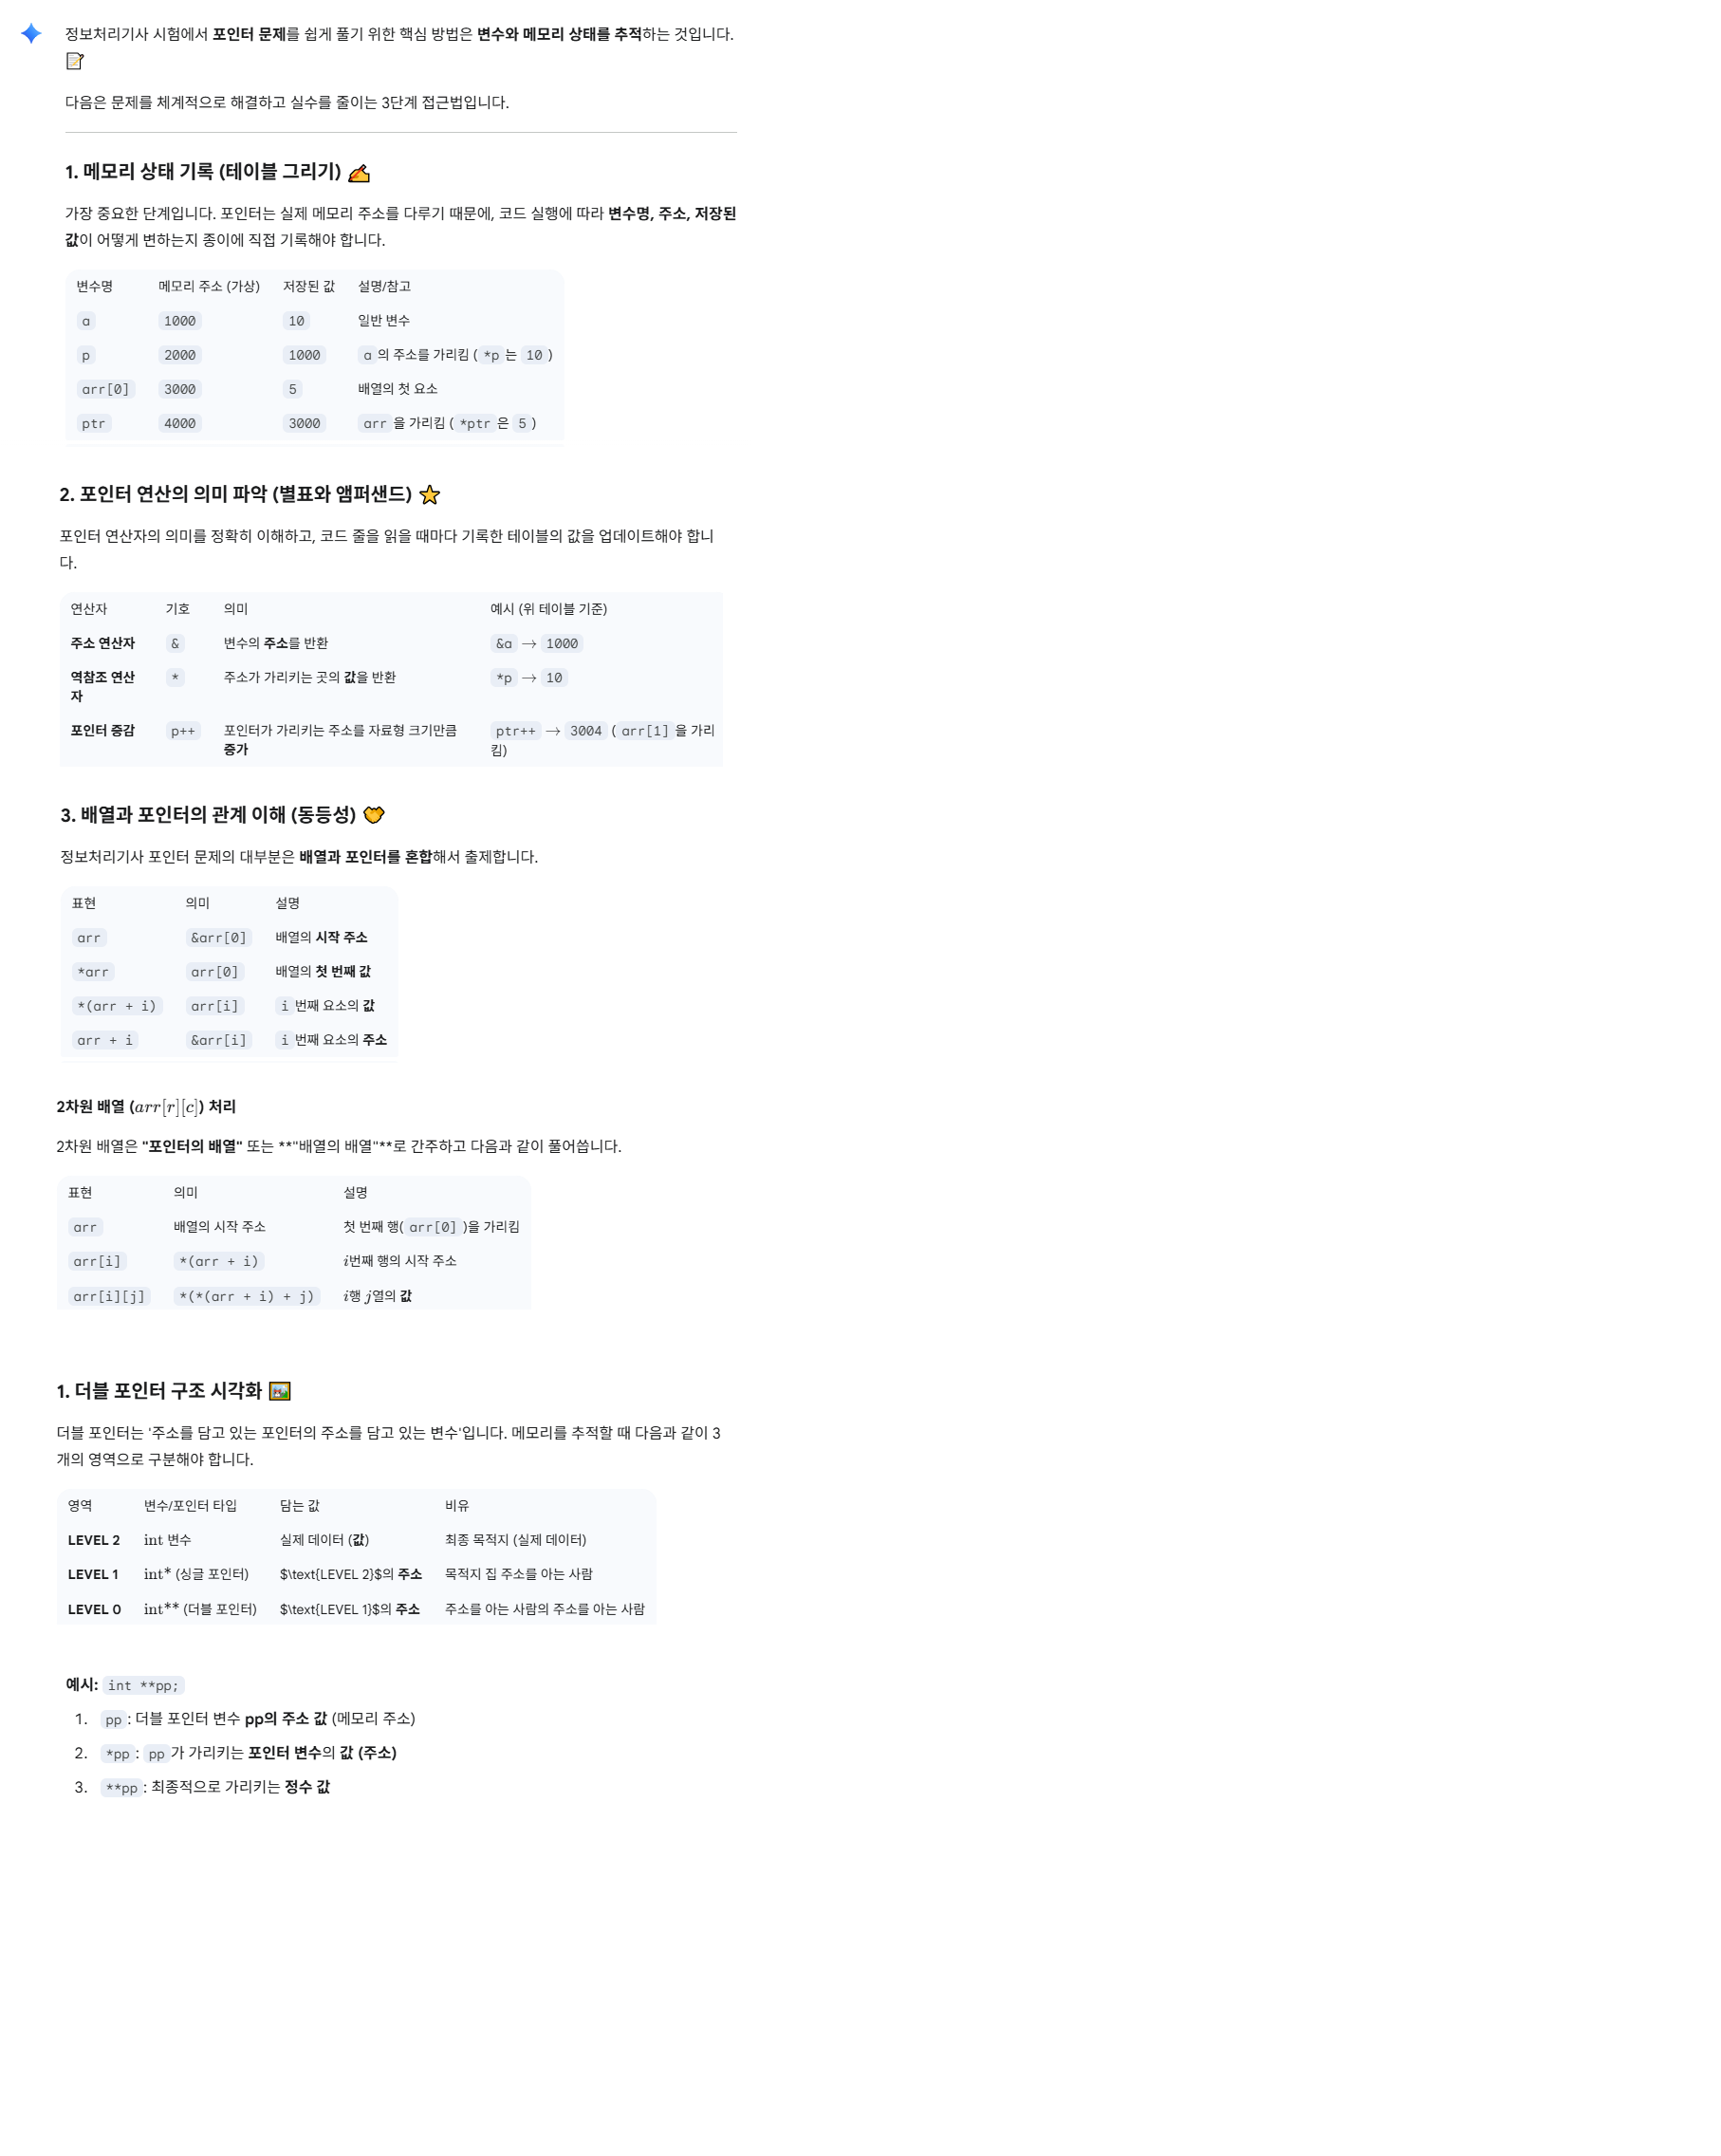 정보처리기사 시험에서 포인터 문제를 쉽게 풀기 위한 핵심 방법은 변수와 메모리 상태를 추적하는 것입니다.
📝
다음은 문제를 체계적으로 해결하고 실수를 줄이는 3단계 접근법입니다.
1. 메모리 상태 기록 (테이블 그리기) ✍️
가장 중요한 단계입니다. 포인터는 실제 메모리 주소를 다루기 때문에, 코드 실행에 따라 변수명, 주소, 저장된
값이 어떻게 변하는지 종이에 직접 기록해야 합니다.
변수명 메모리 주소 (가상) 저장된 값 설명/참고
a 1000 10 일반 변수
p 2000 1000 a 의 주소를 가리킴 ( *p 는 10 )
arr[0] 3000 5 배열의 첫 요소
ptr 4000 3000 arr 을 가리킴 ( *ptr 은 5 )
2. 포인터 연산의 의미 파악 (별표와 앰퍼샌드) ⭐
포인터 연산자의 의미를 정확히 이해하고, 코드 줄을 읽을 때마다 기록한 테이블의 값을 업데이트해야 합니
다.
연산자 기호 의미 예시 (위 테이블 기준)
주소 연산자 & 변수의 주소를 반환 &a → 1000
역참조 연산 * 주소가 가리키는 곳의 값을 반환 *p → 10
자
포인터 증감 p++ 포인터가 가리키는 주소를 자료형 크기만큼 ptr++ → 3004 ( arr[1] 을 가리
증가 킴)
3. 배열과 포인터의 관계 이해 (동등성) 🤝
정보처리기사 포인터 문제의 대부분은 배열과 포인터를 혼합해서 출제합니다.
표현 의미 설명
arr &arr[0] 배열의 시작 주소
*arr arr[0] 배열의 첫 번째 값
*(arr + i) arr[i] i 번째 요소의 값
arr + i &arr[i] i 번째 요소의 주소
2차원 배열 (arr[r][c]) 처리
2차원 배열은 "포인터의 배열" 또는 **"배열의 배열"**로 간주하고 다음과 같이 풀어씁니다.
표현 의미 설명
arr 배열의 시작 주소 첫 번째 행( arr[0] )을 가리킴
arr[i] *(arr + i) i번째 행의 시작 주소
arr[i][j] *(*(arr + i) + j) i행 j열의 값
1. 더블 포인터 구조 시각화 🖼️
더블 포인터는 '주소를 담고 있는 포인터의 주소를 담고 있는 변수'입니다. 메모리를 추적할 때 다음과 같이 3
개의 영역으로 구분해야 합니다.
영역 변수/포인터 타입 담는 값 비유
LEVEL 2 int 변수 실제 데이터 (값) 최종 목적지 (실제 데이터)
LEVEL 1 int* (싱글 포인터) $\text{LEVEL 2}$의 주소 목적지 집 주소를 아는 사람
LEVEL 0 int** (더블 포인터) $\text{LEVEL 1}$의 주소 주소를 아는 사람의 주소를 아는 사람
예시: int **pp;
1. pp : 더블 포인터 변수 pp의 주소 값 (메모리 주소)
2. *pp : pp 가 가리키는 포인터 변수의 값 (주소)
3. **pp : 최종적으로 가리키는 정수 값